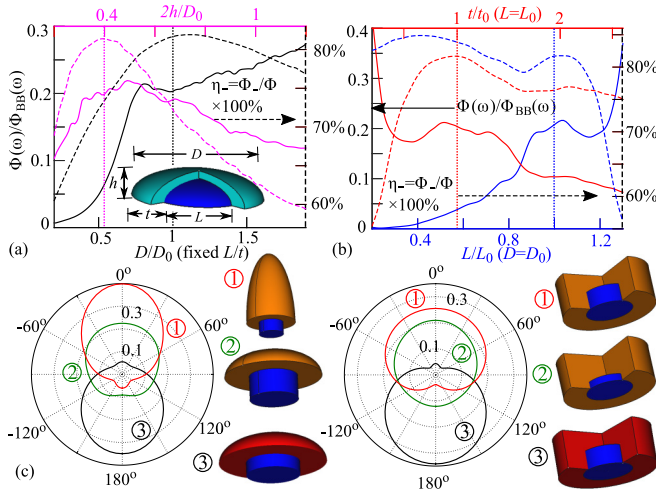 2h/D₀
0.4 1
0.3
0.2
0.1
0
Φ(ω)/Φ_BB(ω)
80%
70%
60%
η₋=Φ₋/Φ
×100%
D
h
t L
0.5 1 1.5
D/D₀ (fixed L/t)
(a)
t/t₀ (L=L₀)
1 2
0.4
0.3
0.2
0.1
0
80%
70%
60%
Φ(ω)/Φ_BB(ω)
η₋=Φ₋/Φ
×100%
0.4 0.8 1.2
L/L₀ (D=D₀)
(b)
0°
-60° 60°
-120° 120°
180°
0.3
0.1
①
②
③
①
②
③
(c)
0°
-60° 60°
-120° 120°
180°
0.3
0.1
①
②
③
①
②
③